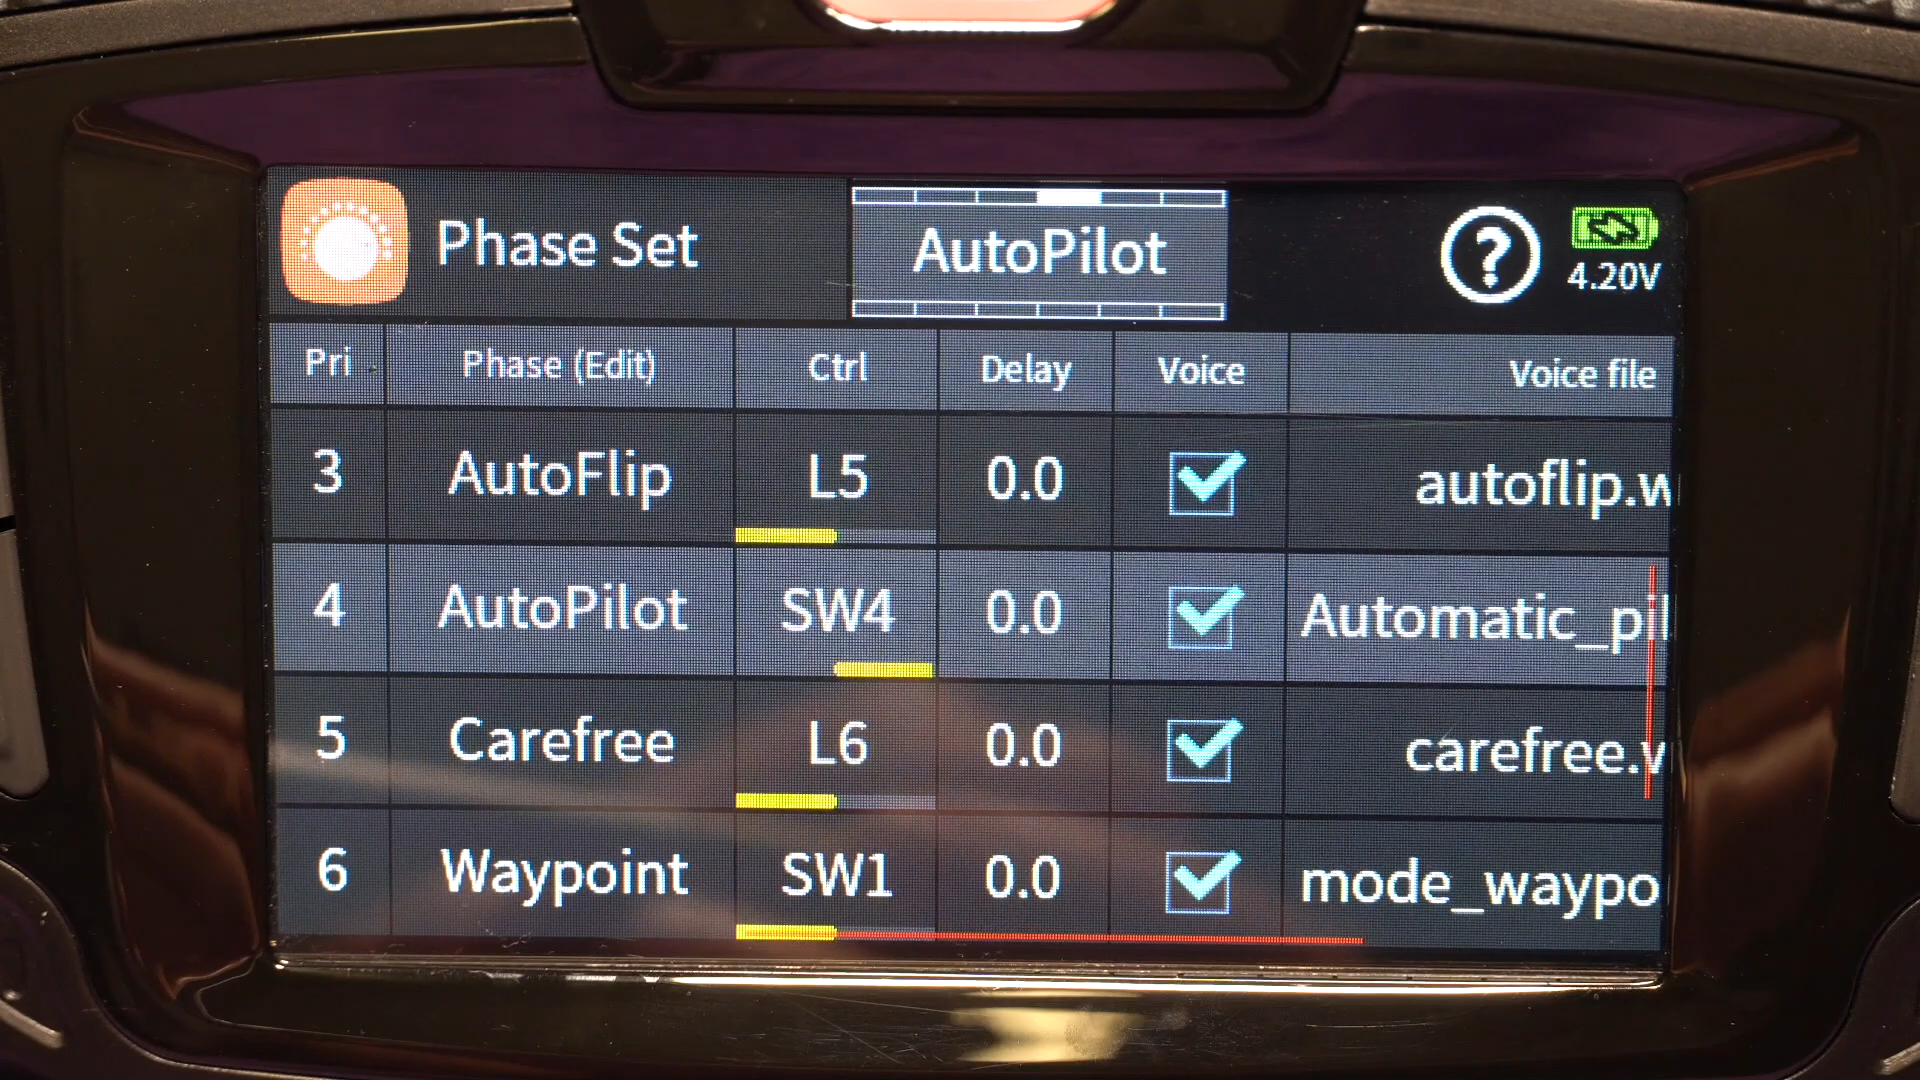 Phase Set AutoPilot ? 4.20V
Pri Phase (Edit) Ctrl Delay Voice Voice file
3 AutoFlip L5 0.0 autoflip.w
4 AutoPilot SW4 0.0 Automatic_pil
5 Carefree L6 0.0 carefree.w
6 Waypoint SW1 0.0 mode_waypo